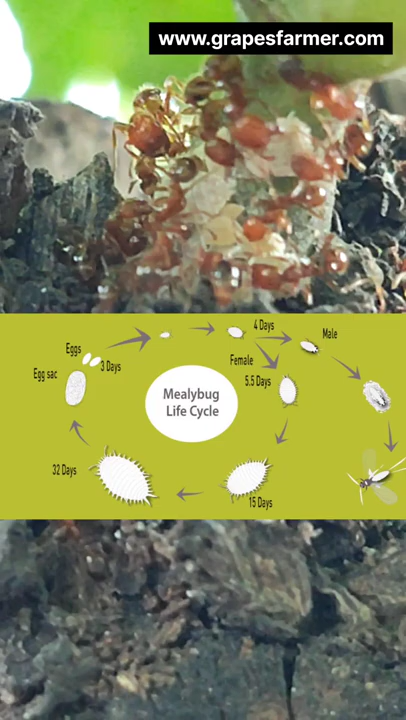 www.grapesfarmer.com
4 Days
Male
Eggs
3 Days
Female
Egg sac
5.5 Days
Mealybug
Life Cycle
32 Days
15 Days